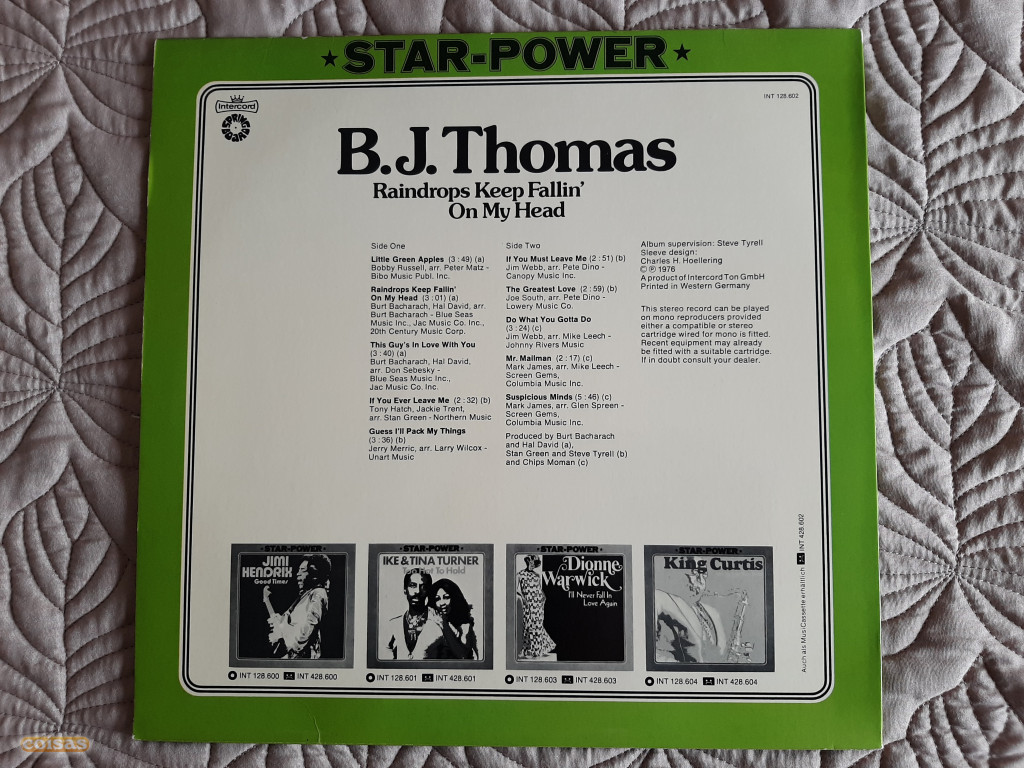 ★STAR-POWER★
Intercord
SPRING
INT 128.602
B.J. Thomas
Raindrops Keep Fallin'
On My Head
Side One
Little Green Apples (3:49) (a)
Bobby Russell, arr. Peter Matz -
Bibo Music Publ. Inc.
Raindrops Keep Fallin'
On My Head (3:01) (a)
Burt Bacharach, Hal David, arr.
Burt Bacharach - Blue Seas
Music Inc., Jac Music Co. Inc.,
20th Century Music Corp.
This Guy's In Love With You
(3:40) (a)
Burt Bacharach, Hal David,
arr. Don Sebesky -
Blue Seas Music Inc.,
Jac Music Co. Inc.
If You Ever Leave Me (2:32) (b)
Tony Hatch, Jackie Trent,
arr. Stan Green - Northern Music
Guess I'll Pack My Things
(3:36) (b)
Jerry Merric, arr. Larry Wilcox -
Unart Music
Side Two
If You Must Leave Me (2:51) (b)
Jim Webb, arr. Pete Dino -
Canopy Music Inc.
The Greatest Love (2:59) (b)
Joe South, arr. Pete Dino -
Lowery Music Co.
Do What You Gotta Do
(3:24) (c)
Jim Webb, arr. Mike Leech -
Johnny Rivers Music
Mr. Mailman (2:17) (c)
Mark James, arr. Mike Leech -
Screen Gems,
Columbia Music Inc.
Suspicious Minds (5:46) (c)
Mark James, arr. Glen Spreen -
Screen Gems,
Columbia Music Inc.
Produced by Burt Bacharach
and Hal David (a),
Stan Green and Steve Tyrell (b)
and Chips Moman (c)
Album supervision: Steve Tyrell
Sleeve design:
Charles H. Hoellering
© ℗ 1976
A product of Intercord Ton GmbH
Printed in Western Germany
This stereo record can be played
on mono reproducers provided
either a compatible or stereo
cartridge wired for mono is fitted.
Recent equipment may already
be fitted with a suitable cartridge.
If in doubt consult your dealer.
Auch als MusiCassette erhältlich INT 428.602
·STAR-POWER·
JIMI
HENDRIX
Good Times
INT 128.600 INT 428.600
·STAR-POWER·
IKE & TINA TURNER
Too Hot To Hold
INT 128.601 INT 428.601
·STAR-POWER·
Dionne
Warwick
I'll Never Fall In
Love Again
INT 128.603 INT 428.603
·STAR-POWER·
King Curtis
INT 128.604 INT 428.604
coisas